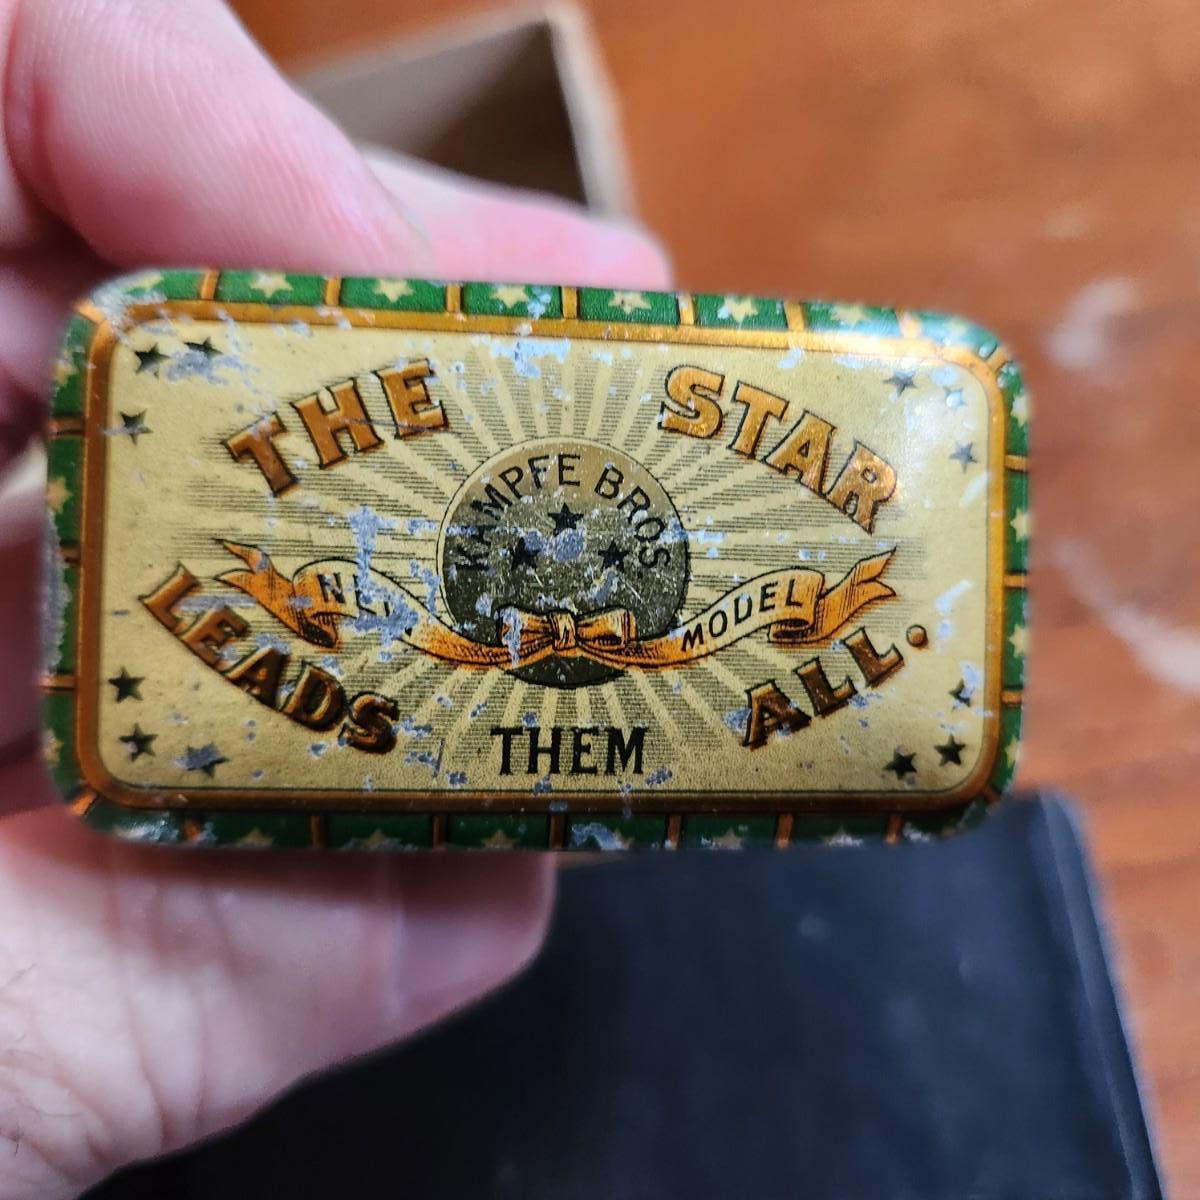 THE STAR
KAMPFE BROS
MODEL
LEADS THEM ALL.